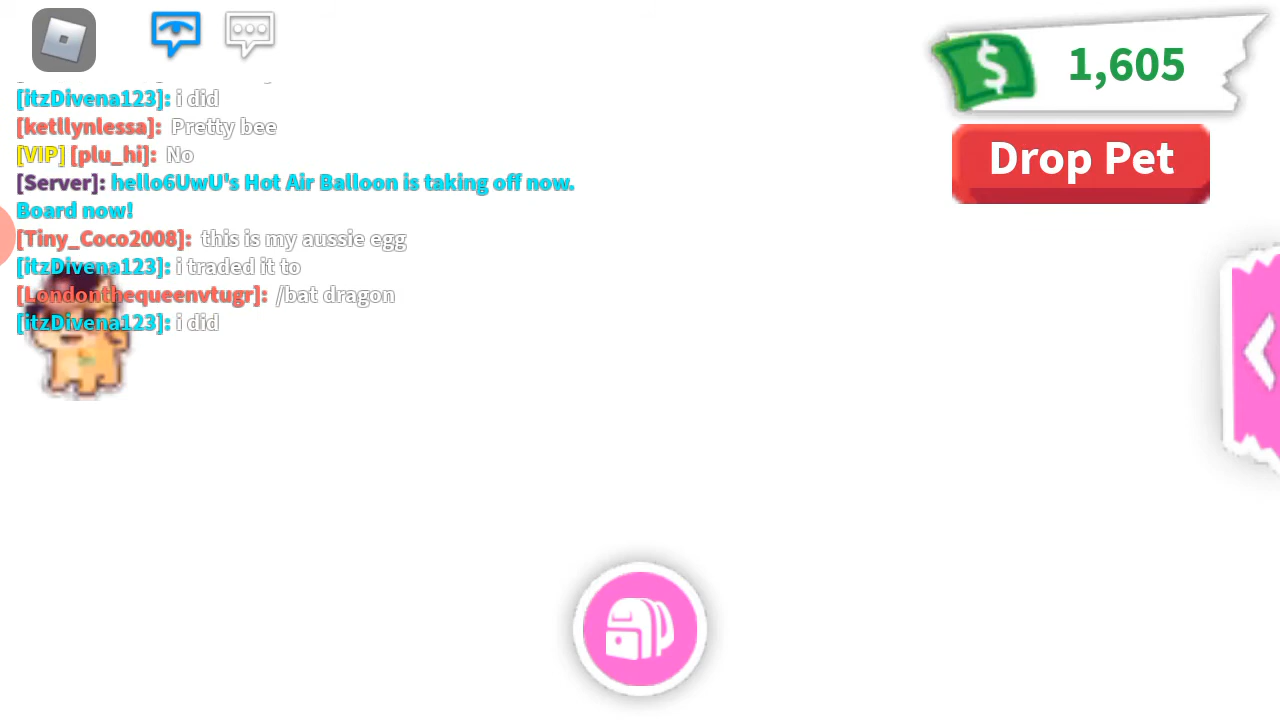 [itzDivena123]: i did
[ketllynlessa]: Pretty bee
[VIP] [plu_hi]: No
[Server]: hello6UwU's Hot Air Balloon is taking off now.
Board now!
[Tiny_Coco2008]: this is my aussie egg
[itzDivena123]: i traded it to
[Londonthequeenvtugr]: /bat dragon
[itzDivena123]: i did
$ 1,605
Drop Pet